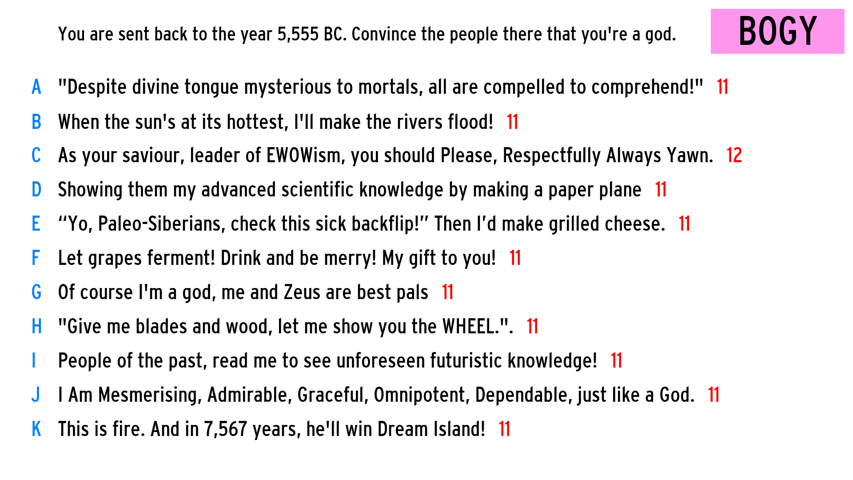 You are sent back to the year 5,555 BC. Convince the people there that you're a god.
BOGY
A "Despite divine tongue mysterious to mortals, all are compelled to comprehend!" 11
B When the sun's at its hottest, I'll make the rivers flood! 11
C As your saviour, leader of EWOWism, you should Please, Respectfully Always Yawn. 12
D Showing them my advanced scientific knowledge by making a paper plane 11
E “Yo, Paleo-Siberians, check this sick backflip!” Then I’d make grilled cheese. 11
F Let grapes ferment! Drink and be merry! My gift to you! 11
G Of course I'm a god, me and Zeus are best pals 11
H "Give me blades and wood, let me show you the WHEEL.". 11
I People of the past, read me to see unforeseen futuristic knowledge! 11
J I Am Mesmerising, Admirable, Graceful, Omnipotent, Dependable, just like a God. 11
K This is fire. And in 7,567 years, he'll win Dream Island! 11